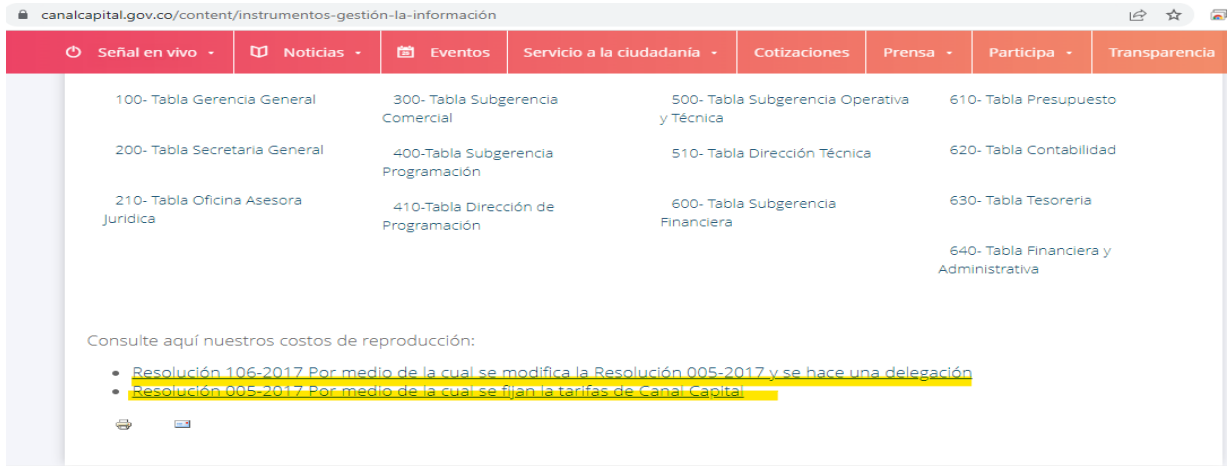 canalcapital.gov.co/content/instrumentos-gestión-la-información
Señal en vivo
Noticias
Eventos
Servicio a la ciudadanía
Cotizaciones
Prensa
Participa
Transparencia
100- Tabla Gerencia General
200- Tabla Secretaria General
210- Tabla Oficina Asesora
Juridica
300- Tabla Subgerencia
Comercial
400-Tabla Subgerencia
Programación
410-Tabla Dirección de
Programación
500- Tabla Subgerencia Operativa
y Técnica
510- Tabla Dirección Técnica
600- Tabla Subgerencia
Financiera
610- Tabla Presupuesto
620- Tabla Contabilidad
630- Tabla Tesoreria
640- Tabla Financiera y
Administrativa
Consulte aquí nuestros costos de reproducción:
Resolución 106-2017 Por medio de la cual se modifica la Resolución 005-2017 y se hace una delegación
Resolución 005-2017 Por medio de la cual se fijan la tarifas de Canal Capital